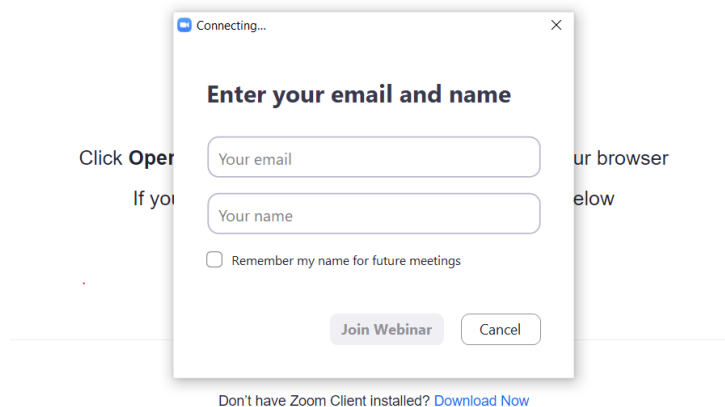 Connecting...
Enter your email and name
Click Oper
ur browser
Your email
If you
elow
Your name
Remember my name for future meetings
Join Webinar
Cancel
Don't have Zoom Client installed? Download Now